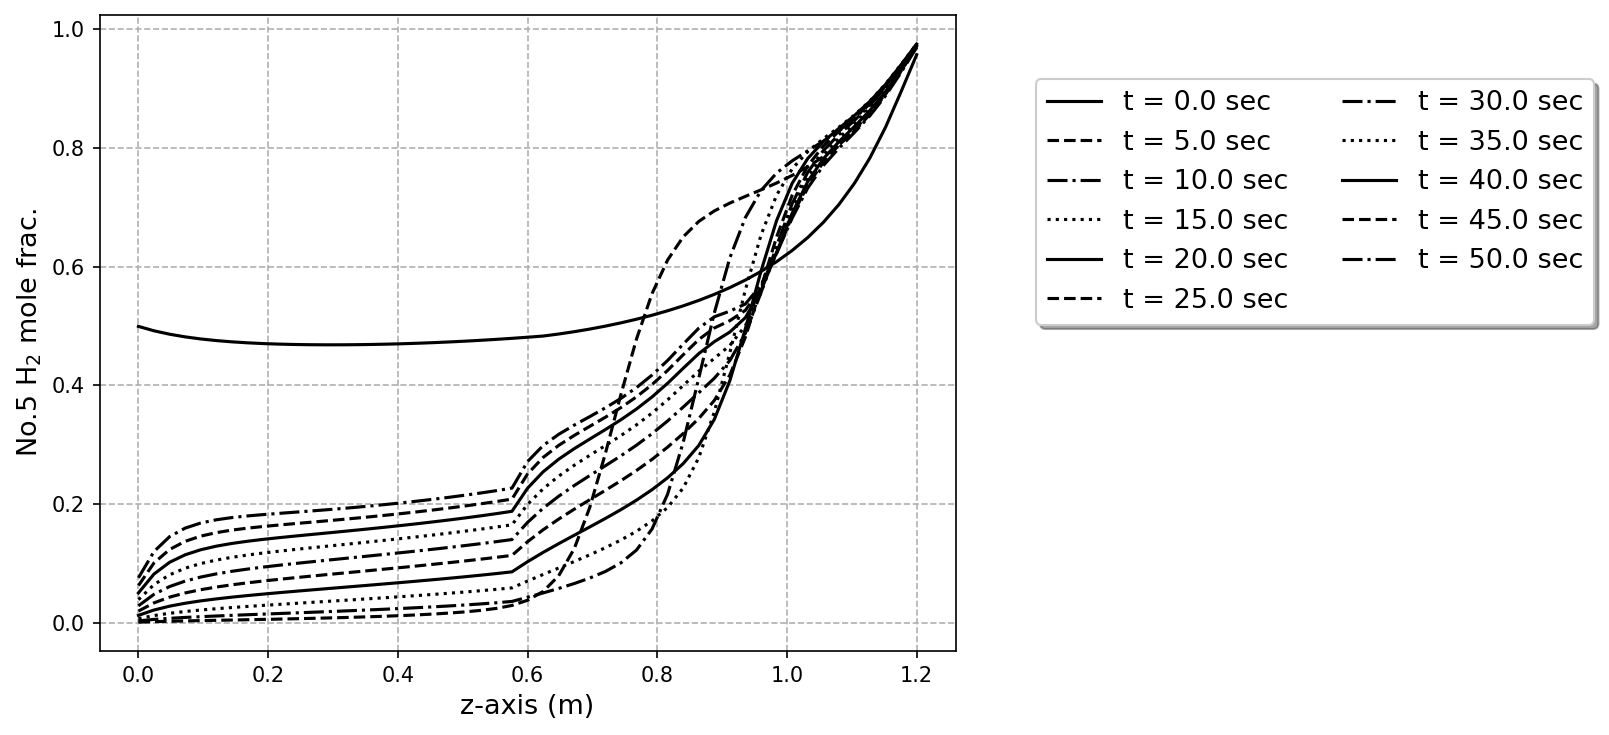 1.0
0.8
0.6
0.4
0.2
0.0
No.5 H₂ mole frac.
0.0 0.2 0.4 0.6 0.8 1.0 1.2
z-axis (m)
t = 0.0 sec
t = 5.0 sec
t = 10.0 sec
t = 15.0 sec
t = 20.0 sec
t = 25.0 sec
t = 30.0 sec
t = 35.0 sec
t = 40.0 sec
t = 45.0 sec
t = 50.0 sec